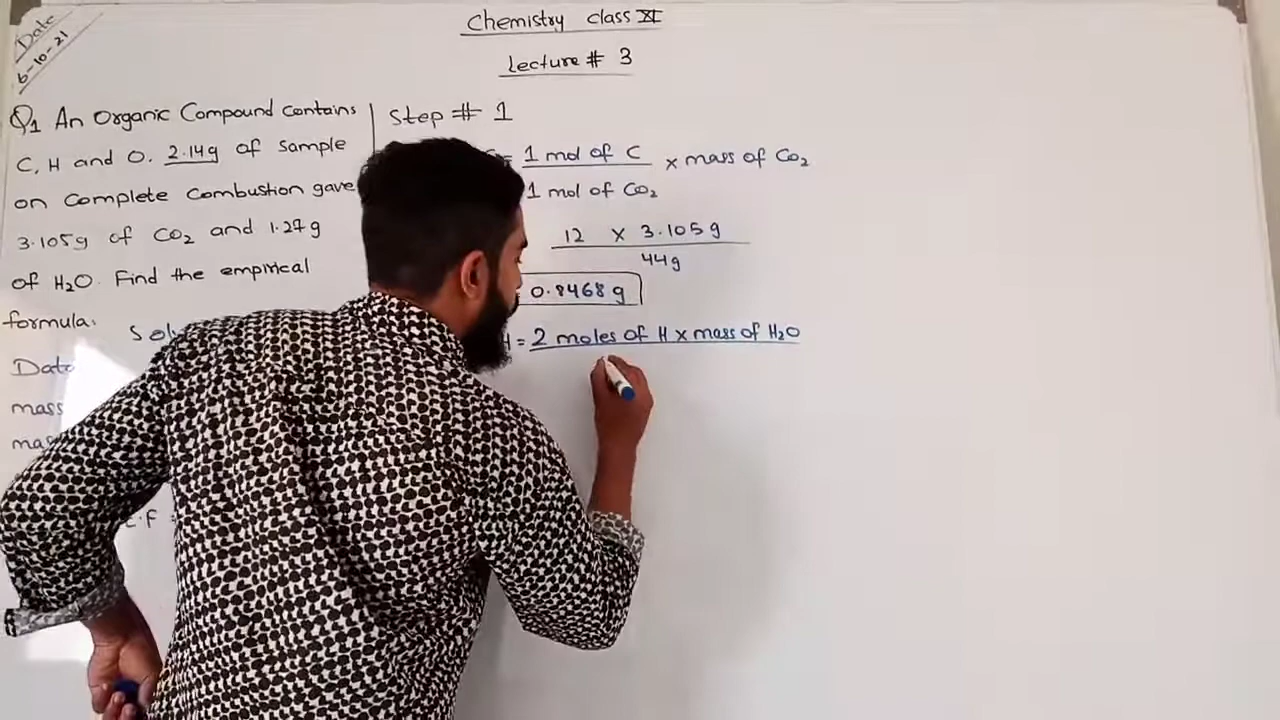 Date
6-10-21
Chemistry class XI
Lecture # 3
Q1 An Organic Compound contains
C, H and O. 2.14g of Sample
on Complete Combustion gave
3.105g of CO2 and 1.27g
of H2O. Find the empirical
formula.
Step # 1
= 1 mol of C x mass of CO2
1 mol of CO2
12 x 3.105g
44g
0.8468 g
H = 2 moles of H x mass of H2O
mass
E.F